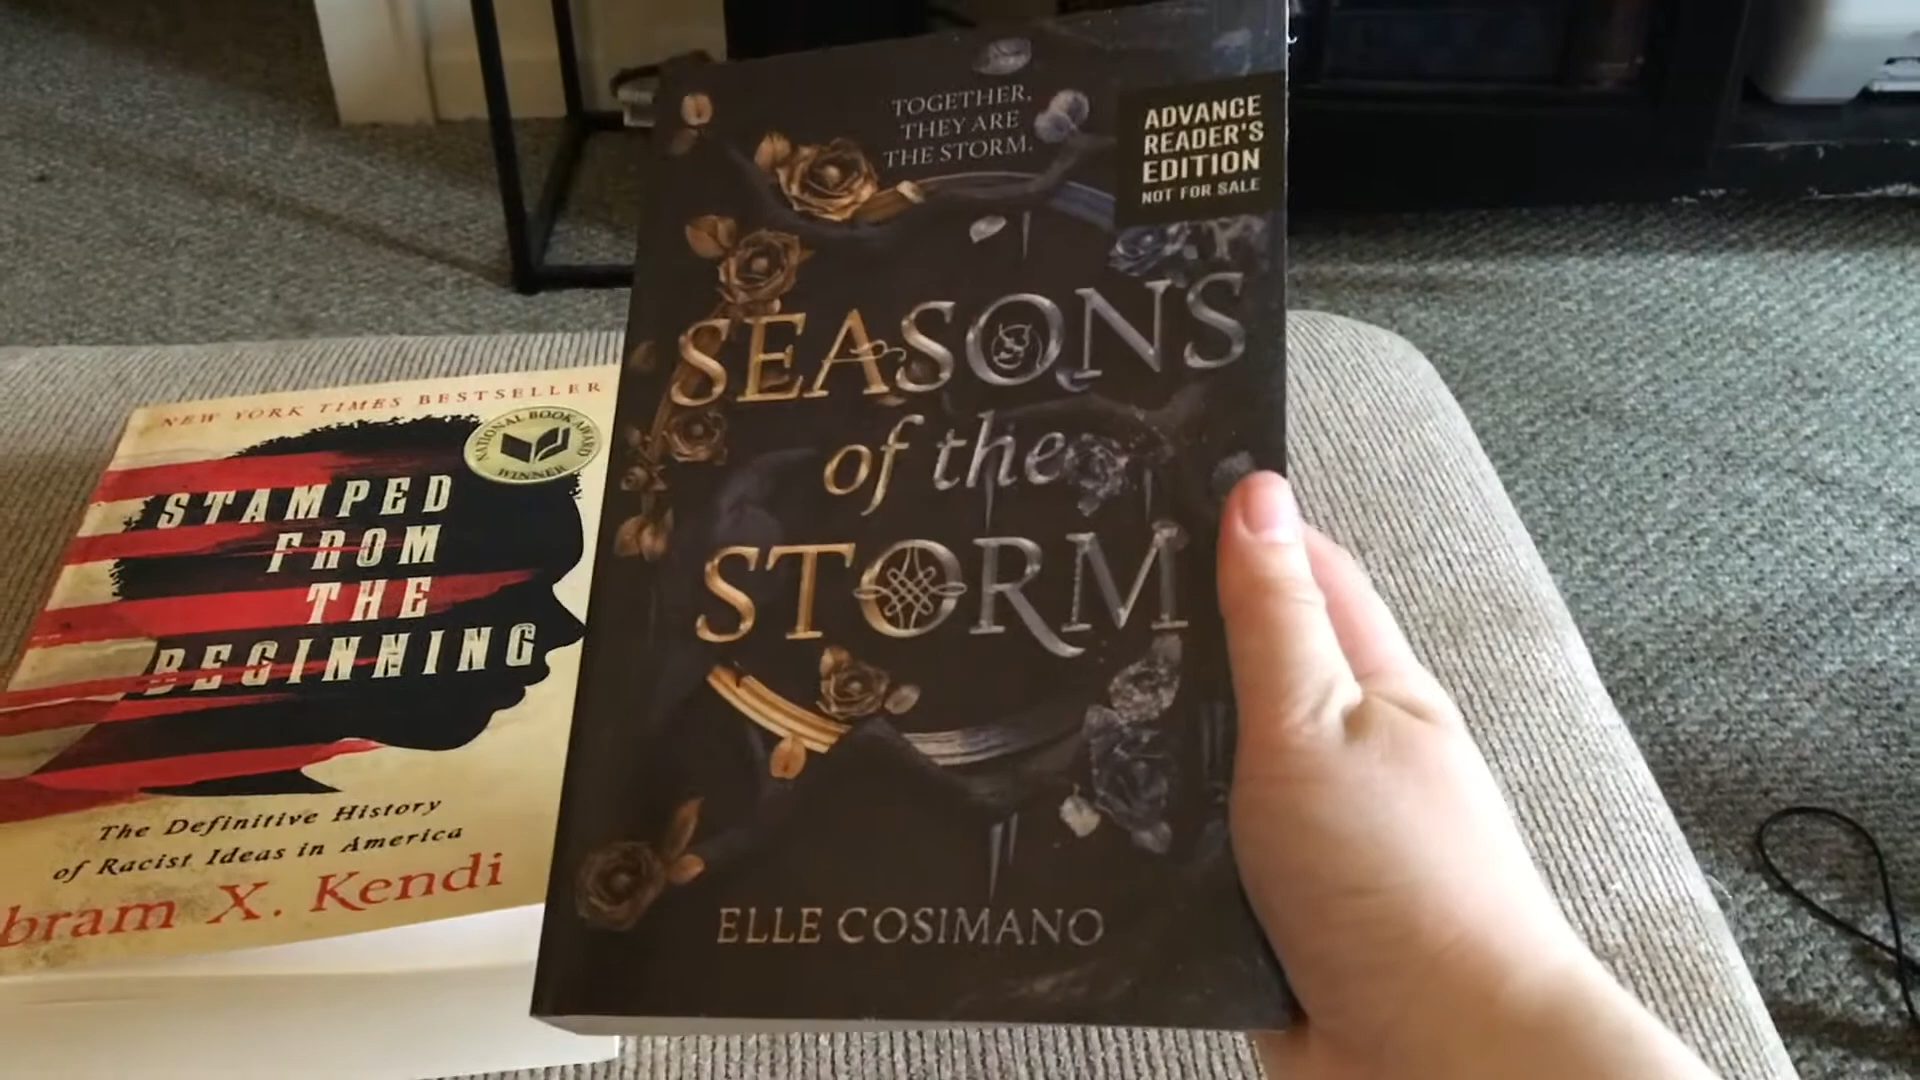 NEW YORK TIMES BESTSELLER
NATIONAL BOOK AWARD
WINNER
STAMPED
FROM
THE
BEGINNING
The Definitive History
of Racist Ideas in America
bram X. Kendi
TOGETHER,
THEY ARE
THE STORM.
ADVANCE
READER'S
EDITION
NOT FOR SALE
SEASONS
of the
STORM
ELLE COSIMANO